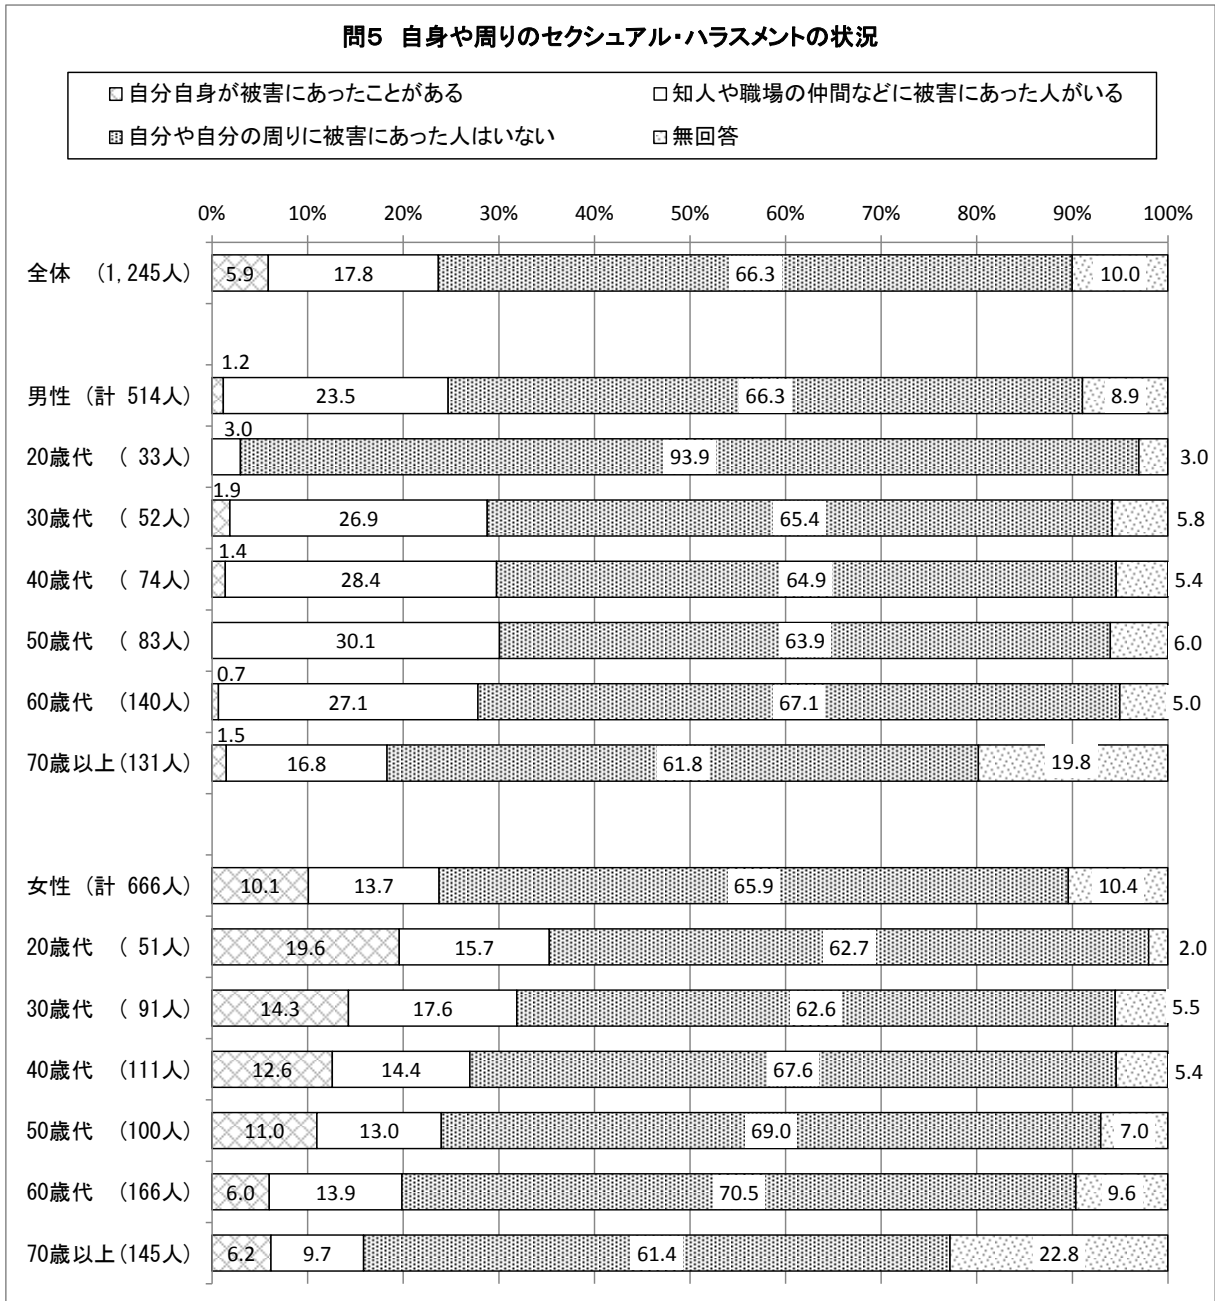 問5 自身や周りのセクシュアル・ハラスメントの状況
自分自身が被害にあったことがある 知人や職場の仲間などに被害にあった人がいる
自分や自分の周りに被害にあった人はいない 無回答
0% 10% 20% 30% 40% 50% 60% 70% 80% 90% 100%
全体 (1,245人) 5.9 17.8 66.3 10.0
男性 (計 514人) 1.2 23.5 66.3 8.9
20歳代 ( 33人) 3.0 93.9 3.0
30歳代 ( 52人) 1.9 26.9 65.4 5.8
40歳代 ( 74人) 1.4 28.4 64.9 5.4
50歳代 ( 83人) 30.1 63.9 6.0
60歳代 (140人) 0.7 27.1 67.1 5.0
70歳以上(131人) 1.5 16.8 61.8 19.8
女性 (計 666人) 10.1 13.7 65.9 10.4
20歳代 ( 51人) 19.6 15.7 62.7 2.0
30歳代 ( 91人) 14.3 17.6 62.6 5.5
40歳代 (111人) 12.6 14.4 67.6 5.4
50歳代 (100人) 11.0 13.0 69.0 7.0
60歳代 (166人) 6.0 13.9 70.5 9.6
70歳以上(145人) 6.2 9.7 61.4 22.8